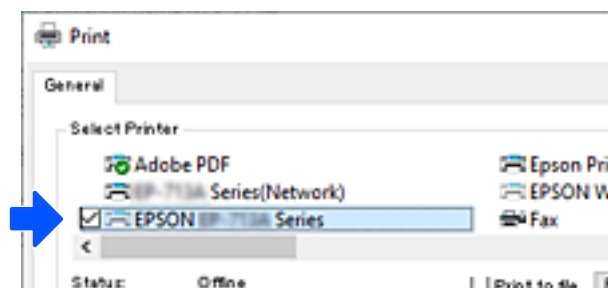 Print
General
Select Printer
Adobe PDF
Epson Pri
Series(Network)
EPSON W
EPSON Series
Fax
Status: Offline
Print to file